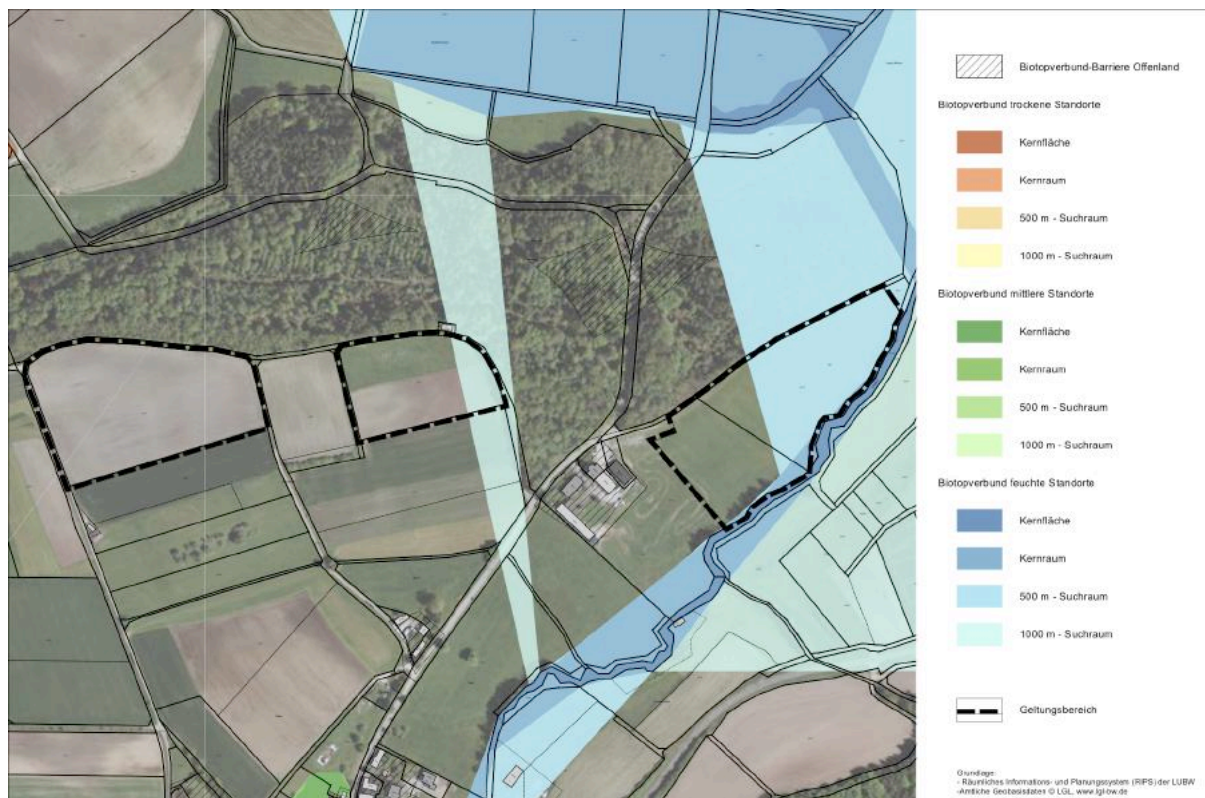 Biotopverbund-Barriere Offenland
Biotopverbund trockene Standorte
Kernfläche
Kernraum
500 m - Suchraum
1000 m - Suchraum
Biotopverbund mittlere Standorte
Kernfläche
Kernraum
500 m - Suchraum
1000 m - Suchraum
Biotopverbund feuchte Standorte
Kernfläche
Kernraum
500 m - Suchraum
1000 m - Suchraum
Geltungsbereich
Grundlage:
- Räumliches Informations- und Planungssystem (RIPS) der LUBW
-Amtliche Geobasisdaten © LGL, www.lgl-bw.de